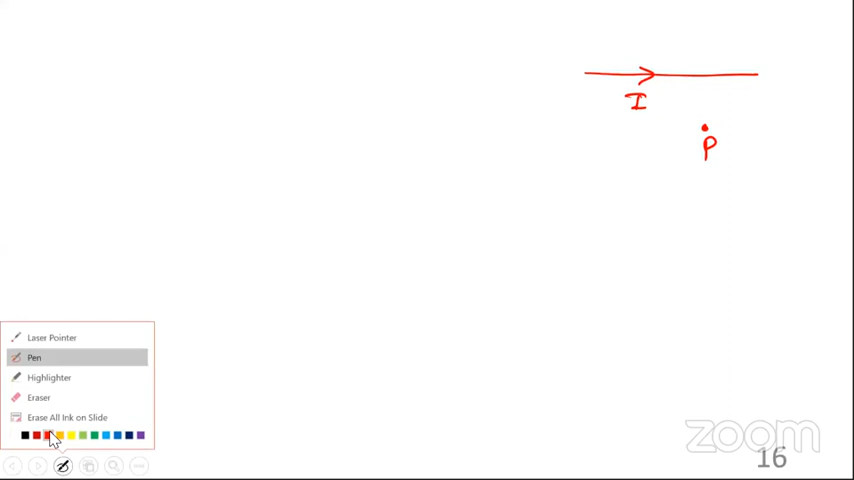 I
P
Laser Pointer
Pen
Highlighter
Eraser
Erase All Ink on Slide
zoom
16